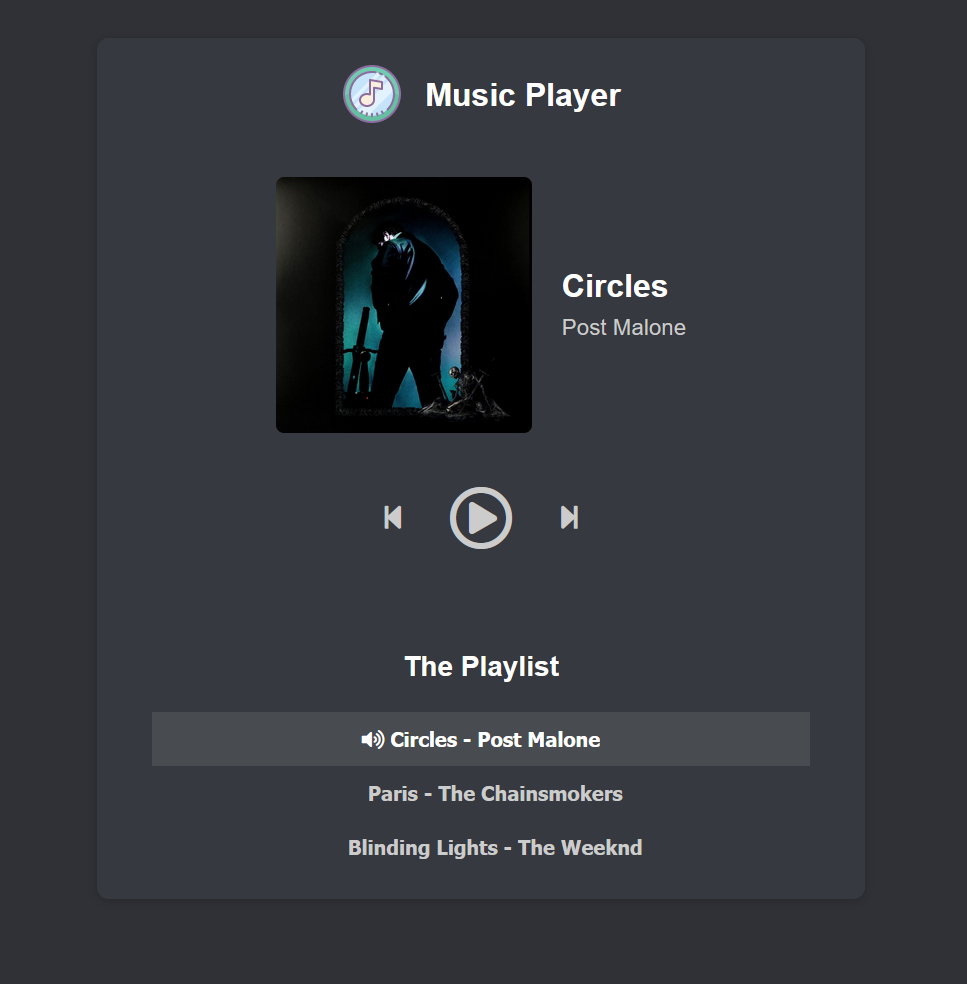 Music Player
Circles
Post Malone
The Playlist
Circles - Post Malone
Paris - The Chainsmokers
Blinding Lights - The Weeknd